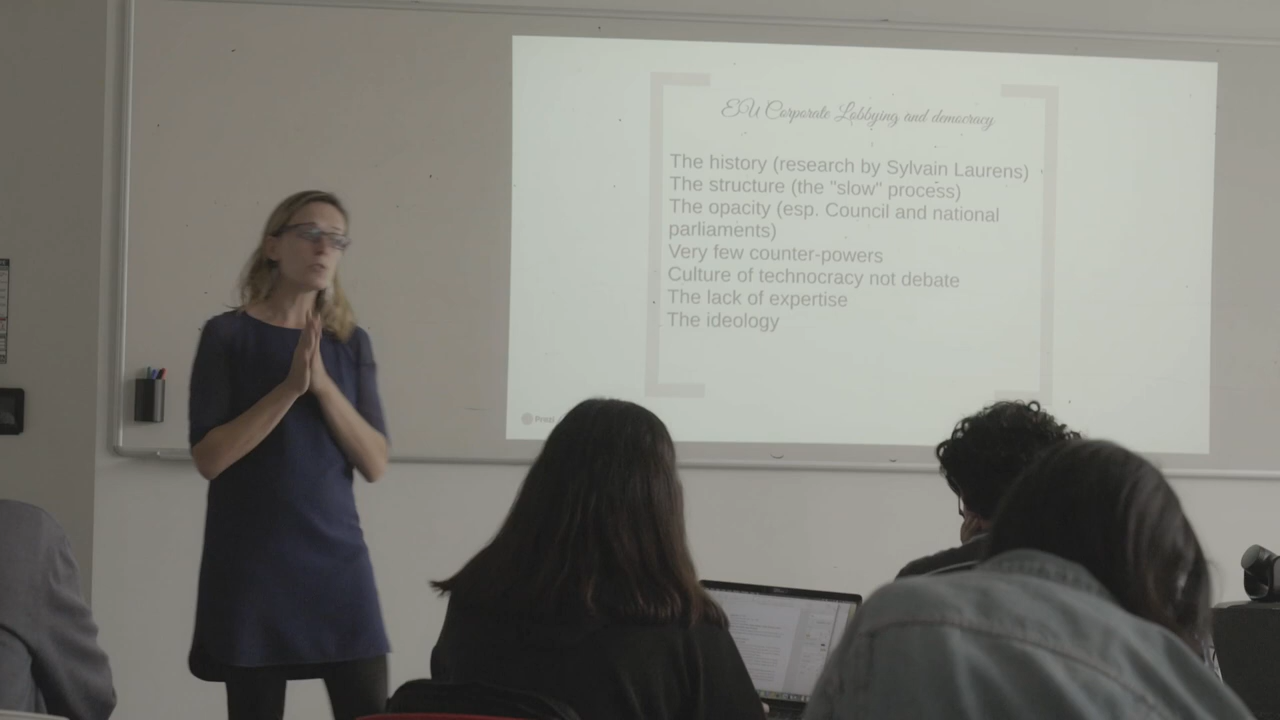 EU Corporate Lobbying and democracy
The history (research by Sylvain Laurens)
The structure (the "slow" process)
The opacity (esp. Council and national
parliaments)
Very few counter-powers
Culture of technocracy not debate
The lack of expertise
The ideology
Prezi